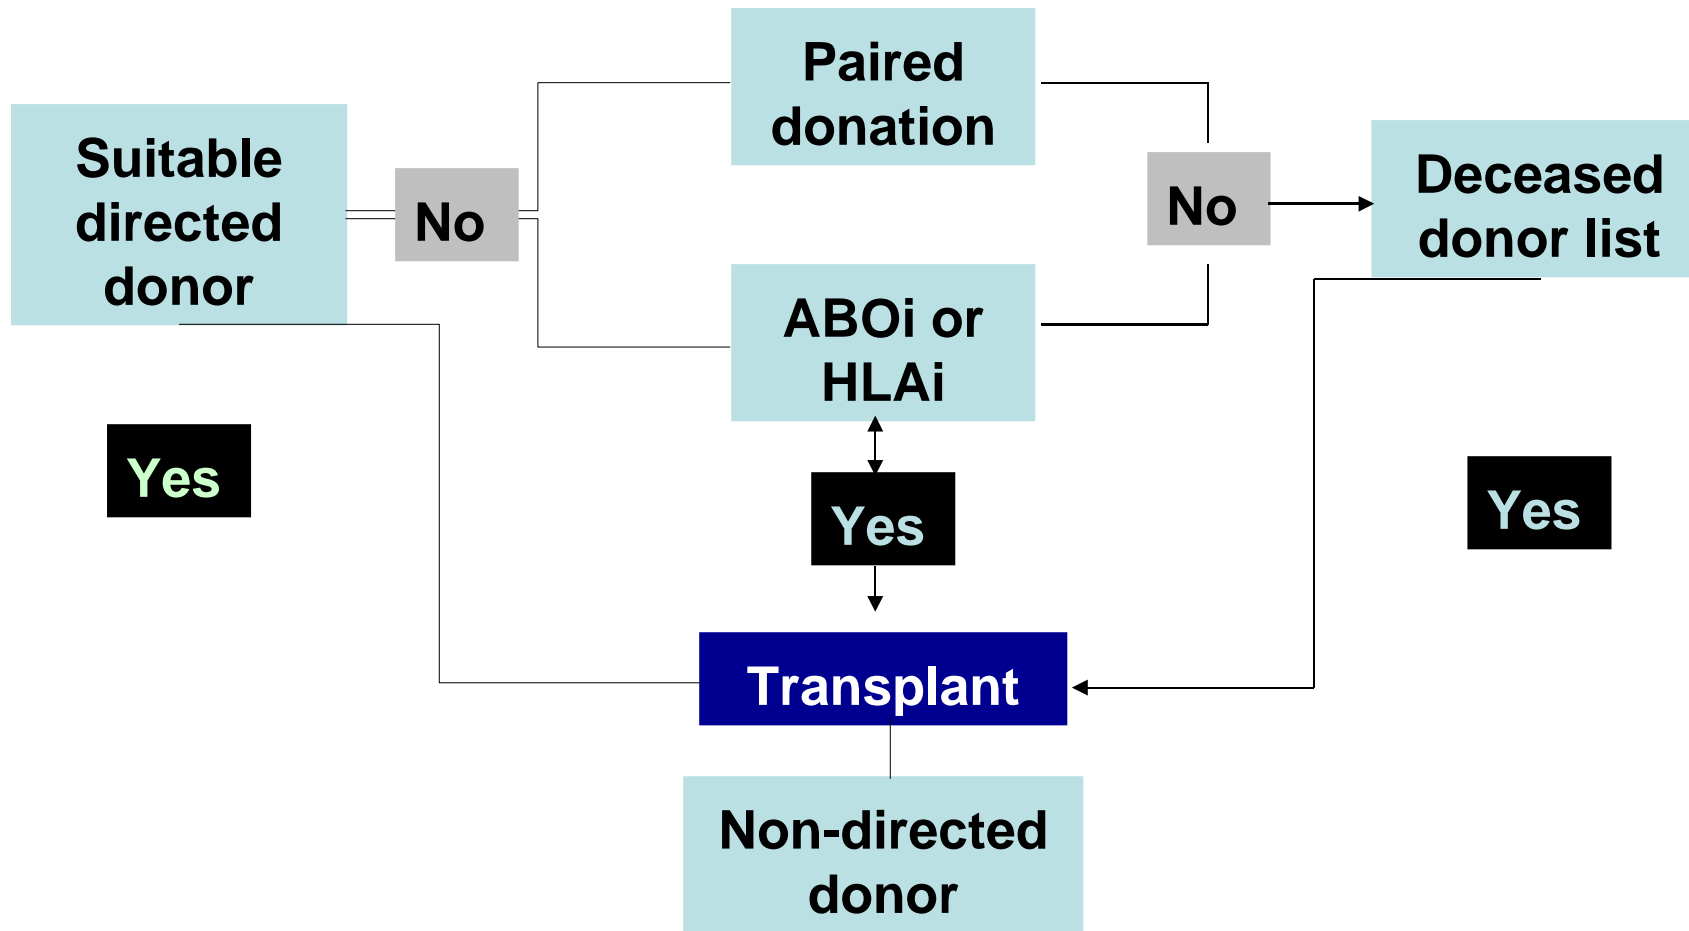 Suitable
directed
donor
No
Paired
donation
ABOi or
HLAi
No
Deceased
donor list
Yes
Yes
Yes
Transplant
Non-directed
donor